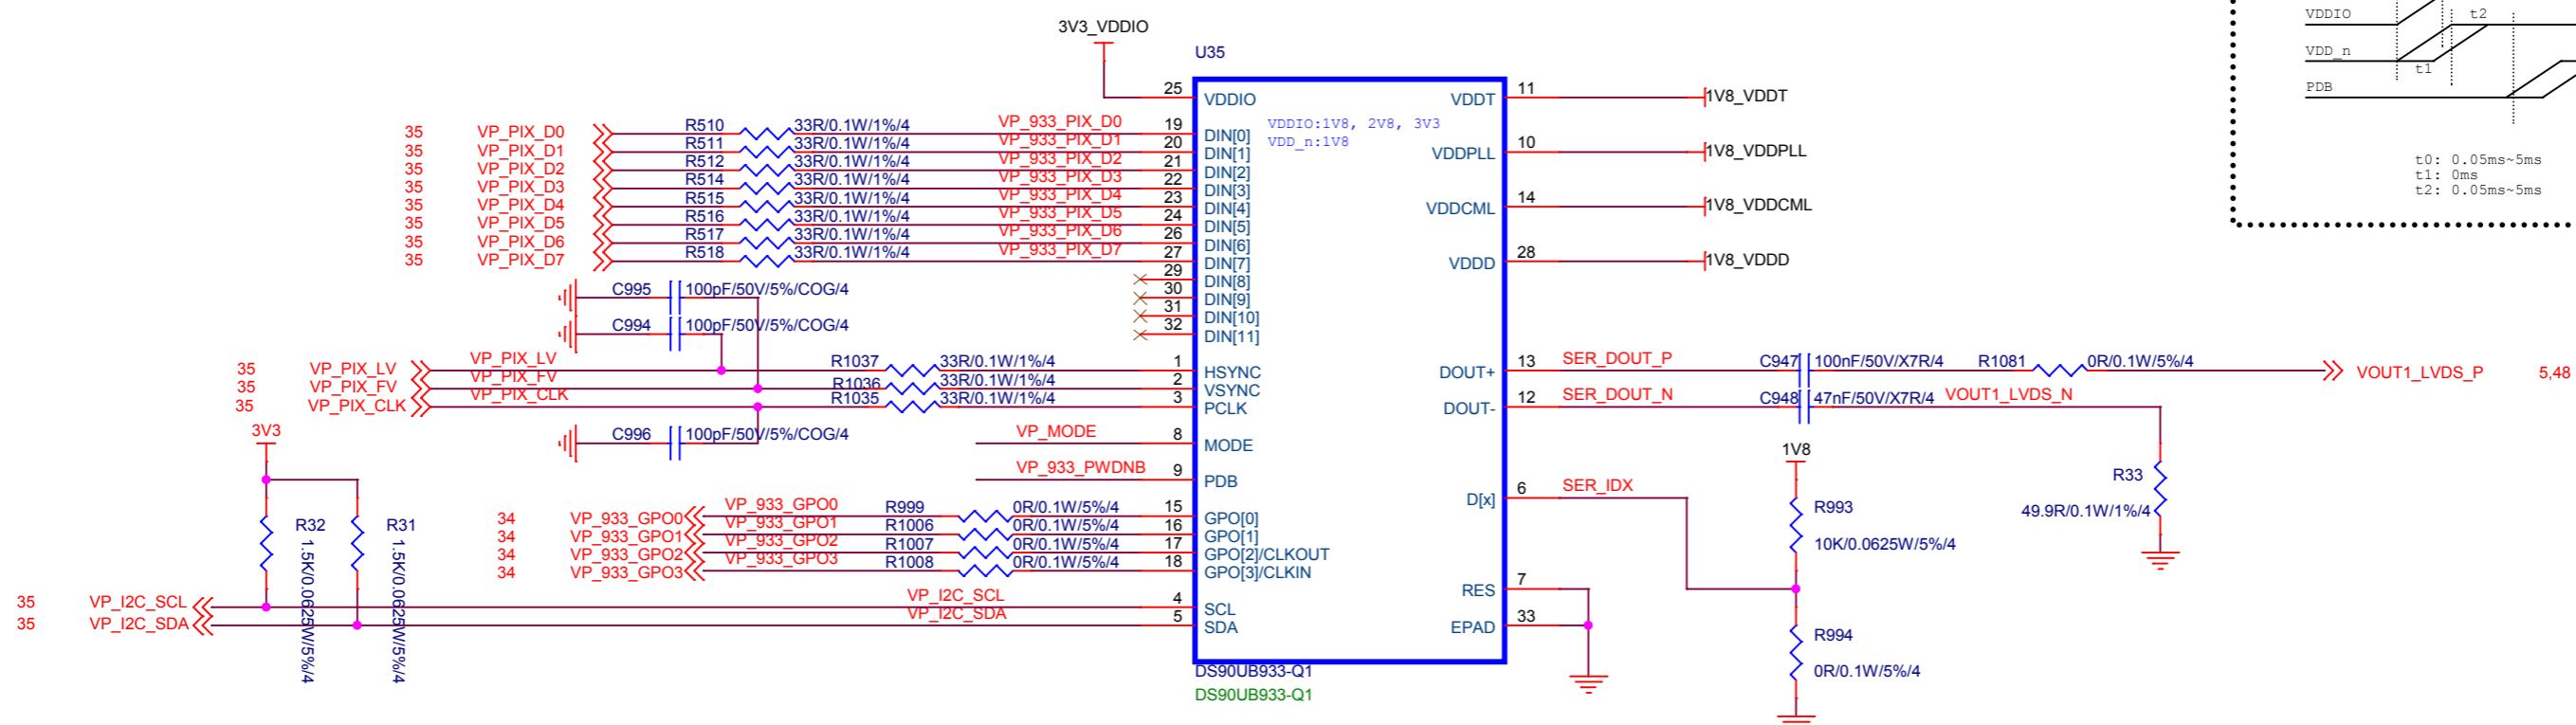 3V3_VDDIO
U35
VDDIO
t2
VDD_n
t1
PDB
t0: 0.05ms~5ms
t1: 0ms
t2: 0.05ms~5ms
25 VDDIO VDDT 11 1V8_VDDT
VDDIO:1V8, 2V8, 3V3
VDD_n:1V8
35 VP_PIX_D0 R510 33R/0.1W/1%/4 VP_933_PIX_D0 19 DIN[0]
35 VP_PIX_D1 R511 33R/0.1W/1%/4 VP_933_PIX_D1 20 DIN[1] VDDPLL 10 1V8_VDDPLL
35 VP_PIX_D2 R512 33R/0.1W/1%/4 VP_933_PIX_D2 21 DIN[2]
35 VP_PIX_D3 R514 33R/0.1W/1%/4 VP_933_PIX_D3 22 DIN[3]
35 VP_PIX_D4 R515 33R/0.1W/1%/4 VP_933_PIX_D4 23 DIN[4] VDDCML 14 1V8_VDDCML
35 VP_PIX_D5 R516 33R/0.1W/1%/4 VP_933_PIX_D5 24 DIN[5]
35 VP_PIX_D6 R517 33R/0.1W/1%/4 VP_933_PIX_D6 26 DIN[6]
35 VP_PIX_D7 R518 33R/0.1W/1%/4 VP_933_PIX_D7 27 DIN[7] VDDD 28 1V8_VDDD
29 DIN[8]
C995 100pF/50V/5%/COG/4 30 DIN[9]
31 DIN[10]
C994 100pF/50V/5%/COG/4 32 DIN[11]
35 VP_PIX_LV VP_PIX_LV R1037 33R/0.1W/1%/4 1 HSYNC DOUT+ 13 SER_DOUT_P C947 100nF/50V/X7R/4 R1081 0R/0.1W/5%/4 VOUT1_LVDS_P 5,48
35 VP_PIX_FV VP_PIX_FV R1036 33R/0.1W/1%/4 2 VSYNC
35 VP_PIX_CLK VP_PIX_CLK R1035 33R/0.1W/1%/4 3 PCLK DOUT- 12 SER_DOUT_N C948 47nF/50V/X7R/4 VOUT1_LVDS_N
3V3 C996 100pF/50V/5%/COG/4 VP_MODE 8 MODE 1V8
VP_933_PWDNB 9 PDB R33
49.9R/0.1W/1%/4
D[x] 6 SER_IDX R993
10K/0.0625W/5%/4
34 VP_933_GPO0 VP_933_GPO0 R999 0R/0.1W/5%/4 15 GPO[0]
34 VP_933_GPO1 VP_933_GPO1 R1006 0R/0.1W/5%/4 16 GPO[1]
34 VP_933_GPO2 VP_933_GPO2 R1007 0R/0.1W/5%/4 17 GPO[2]/CLKOUT
34 VP_933_GPO3 VP_933_GPO3 R1008 0R/0.1W/5%/4 18 GPO[3]/CLKIN
R32 1.5K/0.0625W/5%/4
R31 1.5K/0.0625W/5%/4
RES 7
35 VP_I2C_SCL VP_I2C_SCL 4 SCL
35 VP_I2C_SDA VP_I2C_SDA 5 SDA EPAD 33
R994
0R/0.1W/5%/4
DS90UB933-Q1
DS90UB933-Q1